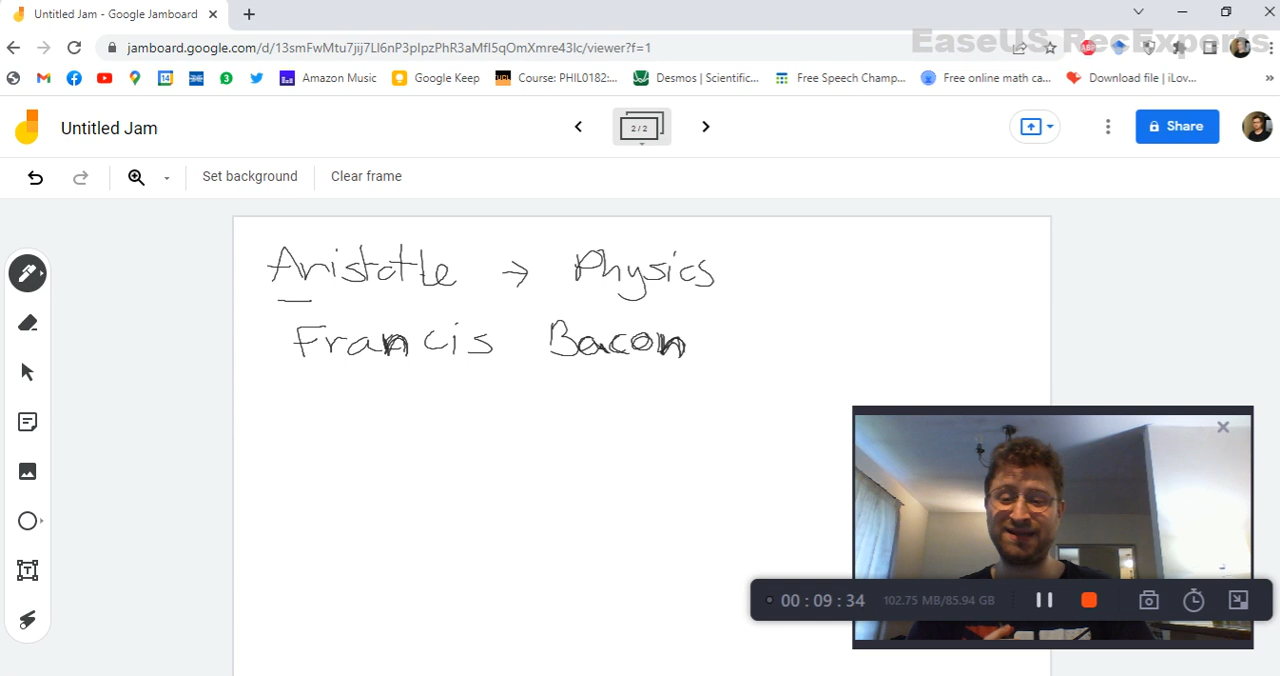 Untitled Jam - Google Jamboard
EaseUS RecExperts
jamboard.google.com/d/13smFwMtu7jij7Ll6nP3pIpzPhR3aMfI5qOmXmre43Ic/viewer?f=1
Amazon Music Google Keep Course: PHIL0182:... Desmos | Scientific... Free Speech Champ... Free online math ca... Download file | iLov... »
Untitled Jam
2 / 2
Share
Set background Clear frame
Aristotle → Physics
Francis Bacon
00:09:34 102.75 MB/85.94 GB